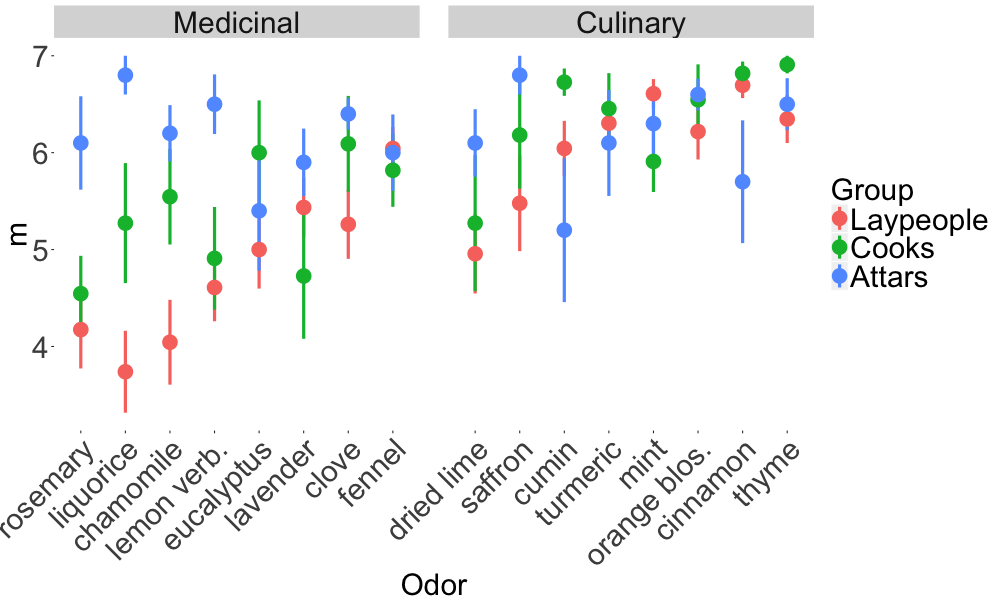 Medicinal
Culinary
7
6
5
4
m
rosemary
liquorice
chamomile
lemon verb.
eucalyptus
lavender
clove
fennel
dried lime
saffron
cumin
turmeric
mint
orange blos.
cinnamon
thyme
Odor
Group
Laypeople
Cooks
Attars